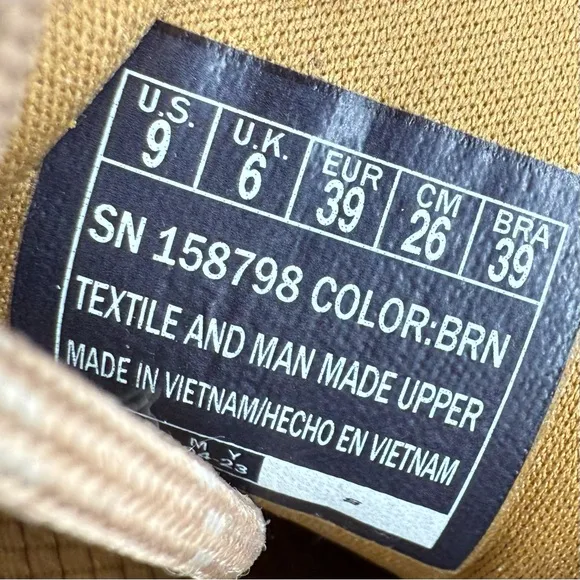 U.S. U.K. EUR CM BRA
9 6 39 26 39
SN 158798 COLOR:BRN
TEXTILE AND MAN MADE UPPER
MADE IN VIETNAM/HECHO EN VIETNAM
M Y
23